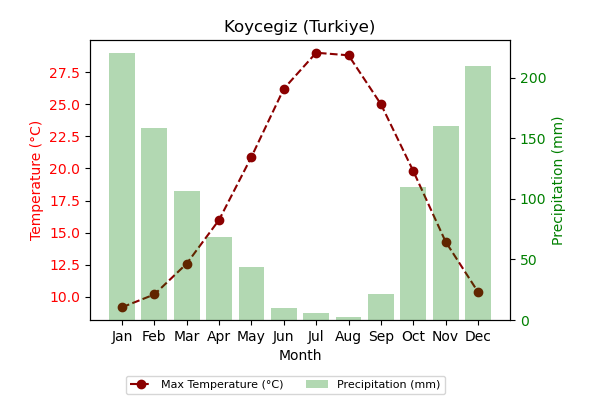 Koycegiz (Turkiye)
Temperature (°C)
27.5
25.0
22.5
20.0
17.5
15.0
12.5
10.0
200
150
100
50
0
Precipitation (mm)
Jan Feb Mar Apr May Jun Jul Aug Sep Oct Nov Dec
Month
Max Temperature (°C) Precipitation (mm)